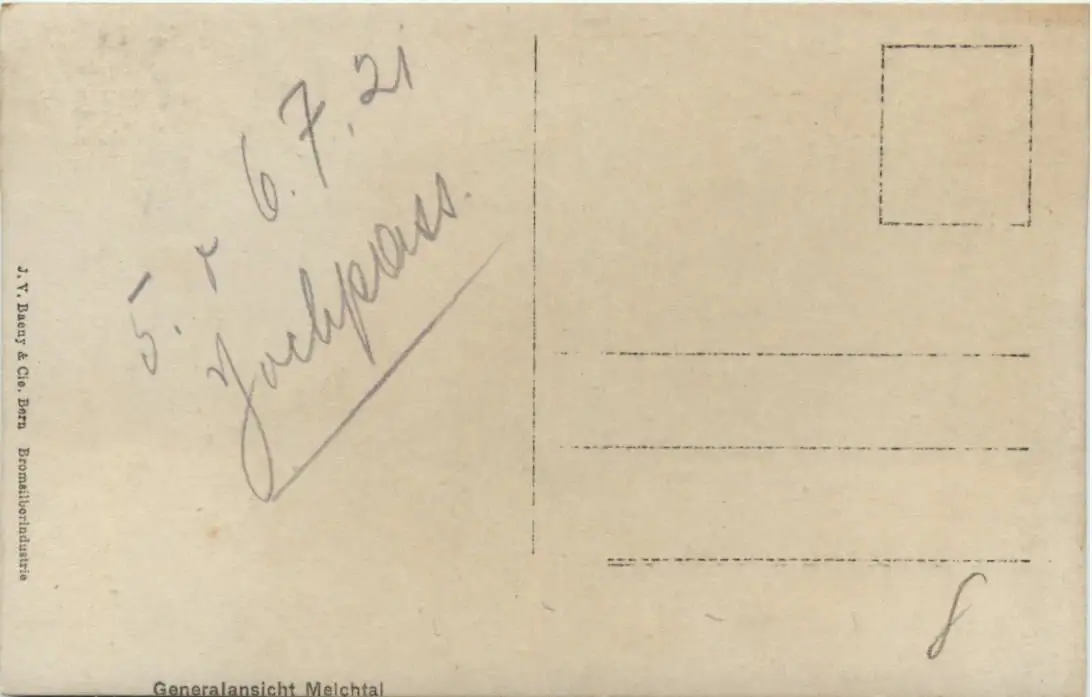 5. & 6.7.21
Jochpass.
J. V. Baeny & Cie. Bern Bromsilberindustrie
Generalansicht Melchtal
8